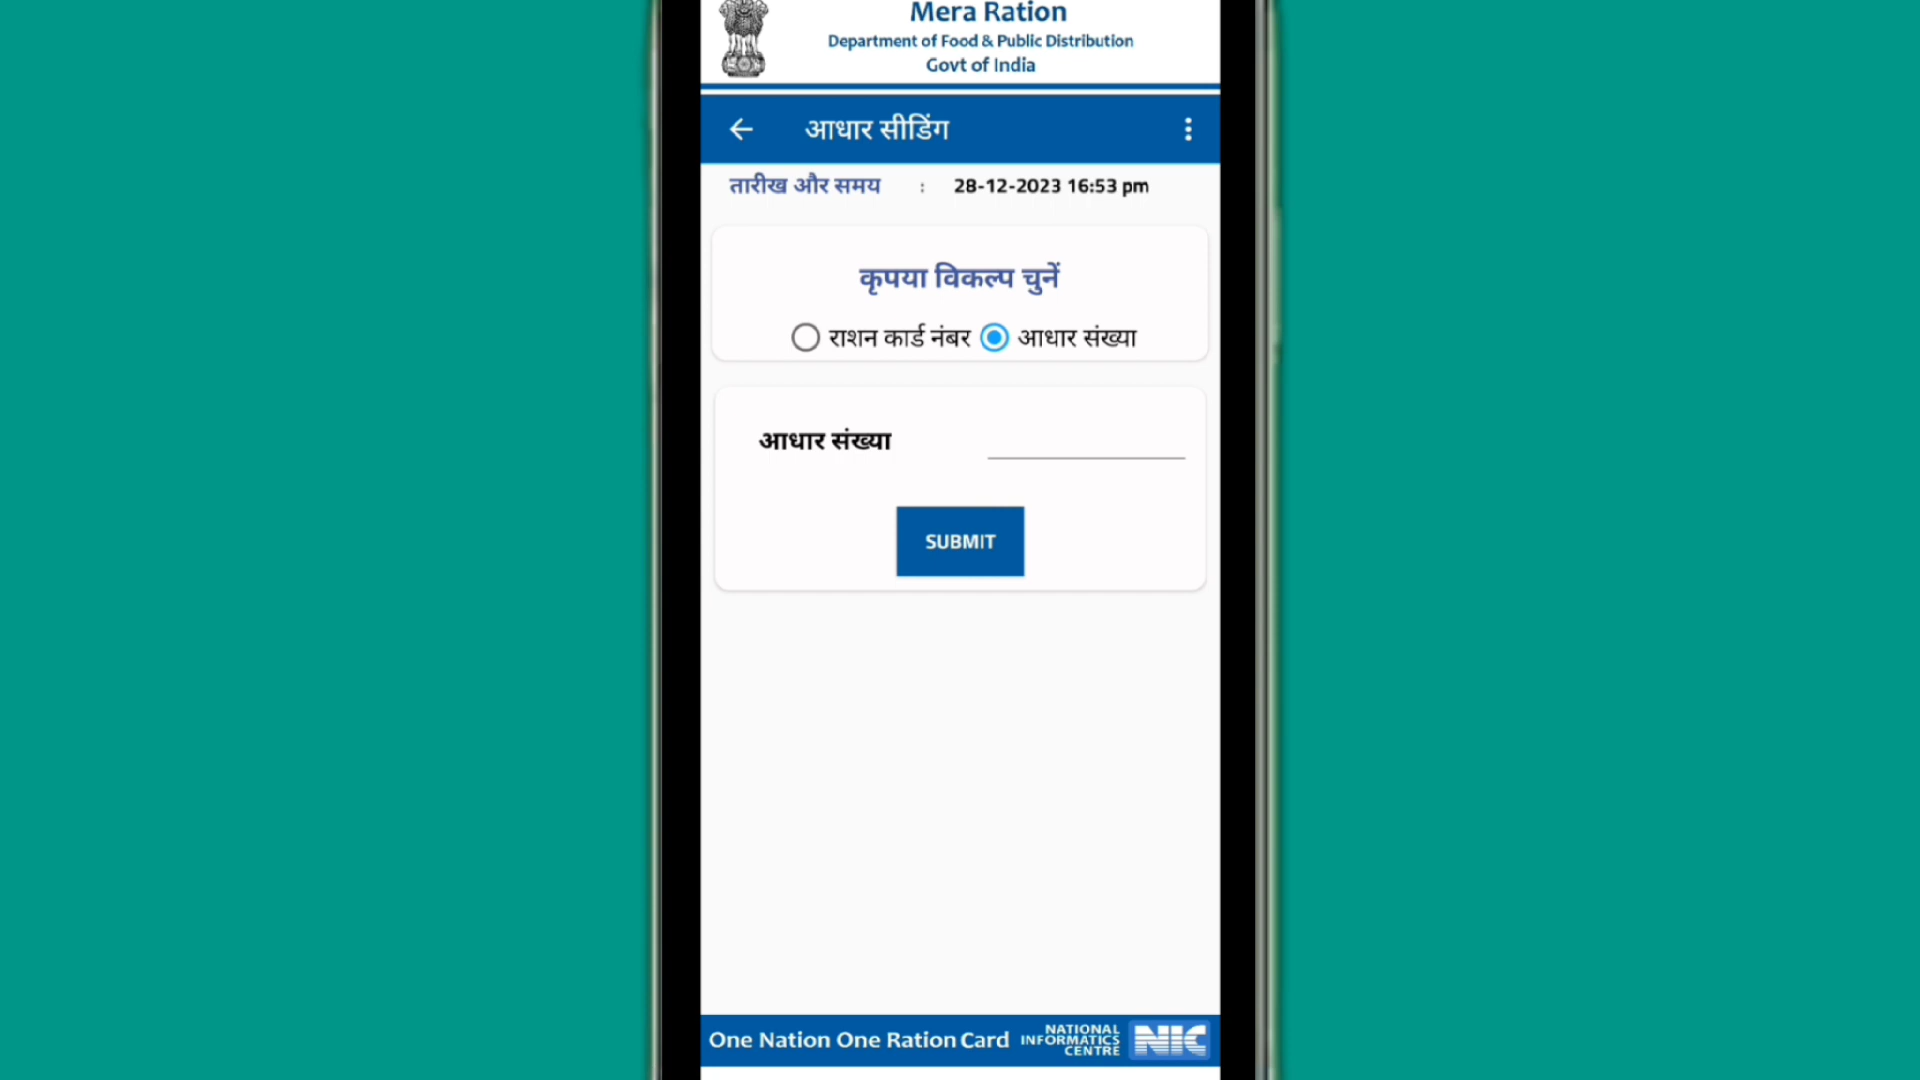 Mera Ration
Department of Food & Public Distribution
Govt of India
आधार सीडिंग
तारीख और समय : 28-12-2023 16:53 pm
कृपया विकल्प चुनें
राशन कार्ड नंबर आधार संख्या
आधार संख्या
SUBMIT
One Nation One Ration Card
NATIONAL
INFORMATICS
CENTRE
NIC